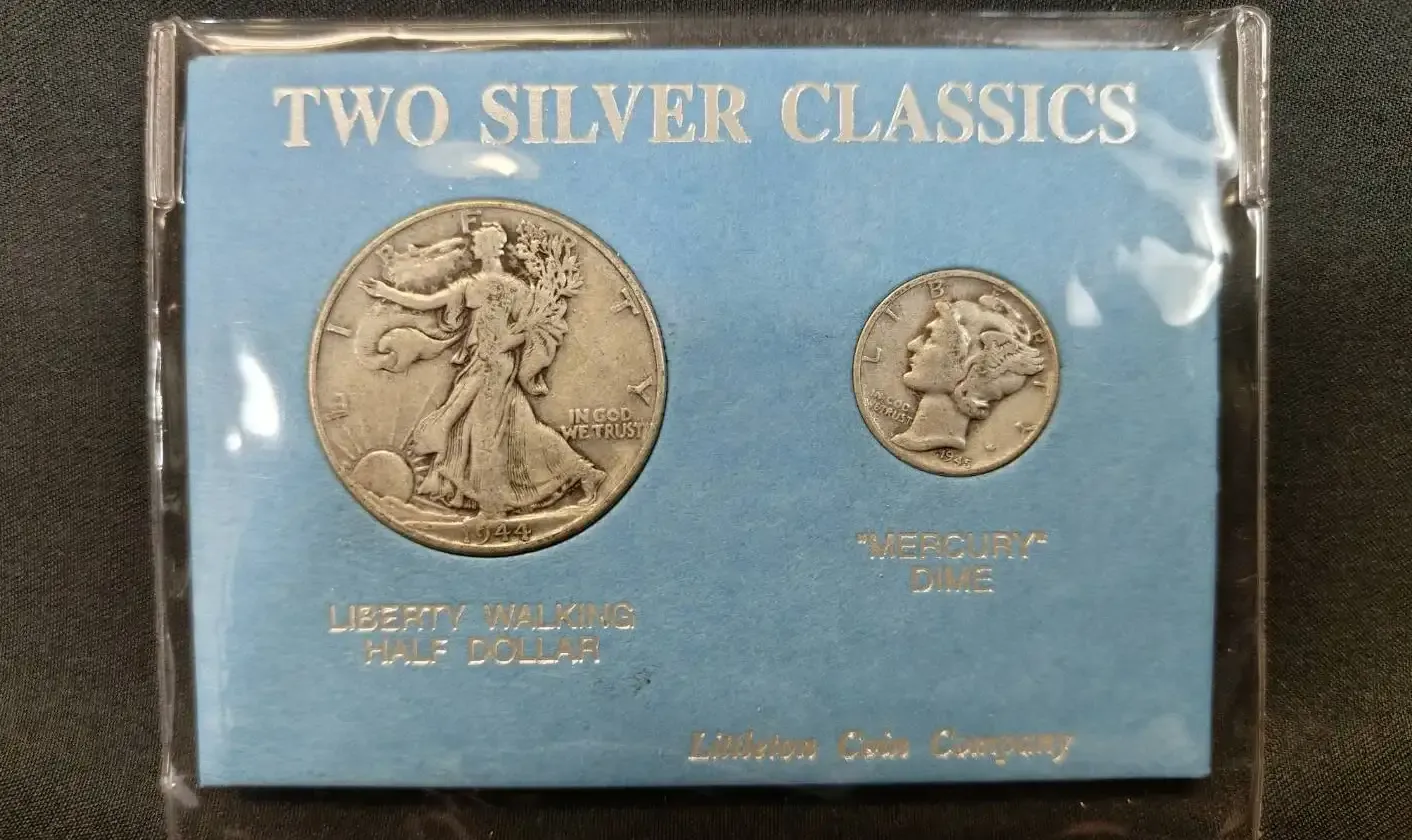 TWO SILVER CLASSICS
LIBERTY
IN GOD
WE TRUST
1944
LIBERTY
IN GOD
WE TRUST
1945
LIBERTY WALKING
HALF DOLLAR
"MERCURY"
DIME
Littleton Coin Company